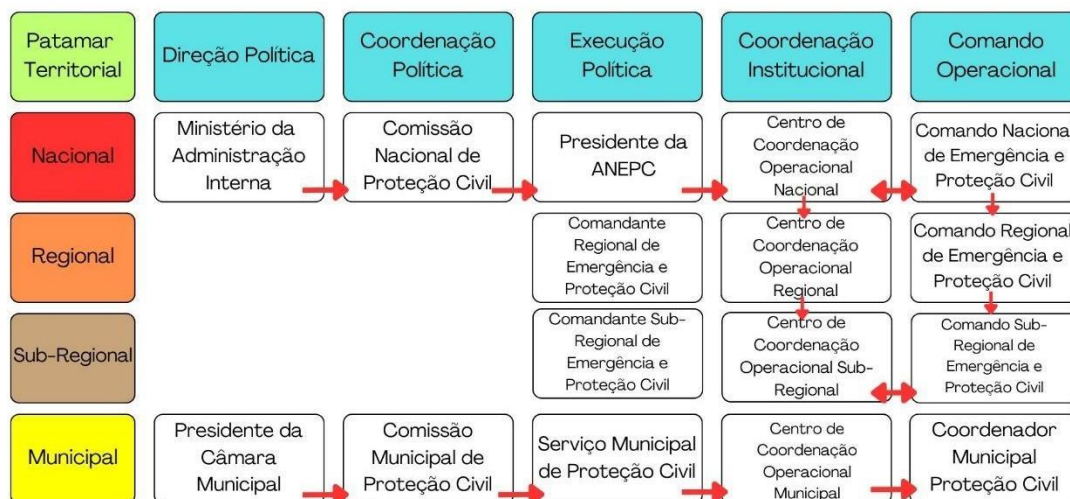 Patamar
Territorial
Direção Política
Coordenação
Política
Execução
Política
Coordenação
Institucional
Comando
Operacional
Nacional
Ministério da
Administração
Interna
Comissão
Nacional de
Proteção Civil
Presidente da
ANEPC
Centro de
Coordenação
Operacional
Nacional
Comando Nacional
de Emergência e
Proteção Civil
Regional
Comandante
Regional de
Emergência e
Proteção Civil
Centro de
Coordenação
Operacional
Regional
Comando Regional
de Emergência e
Proteção Civil
Sub-Regional
Comandante Sub-
Regional de
Emergência e
Proteção Civil
Centro de
Coordenação
Operacional Sub-
Regional
Comando Sub-
Regional de
Emergência e
Proteção Civil
Municipal
Presidente da
Câmara
Municipal
Comissão
Municipal de
Proteção Civil
Serviço Municipal
de Proteção Civil
Centro de
Coordenação
Operacional
Municipal
Coordenador
Municipal
Proteção Civil